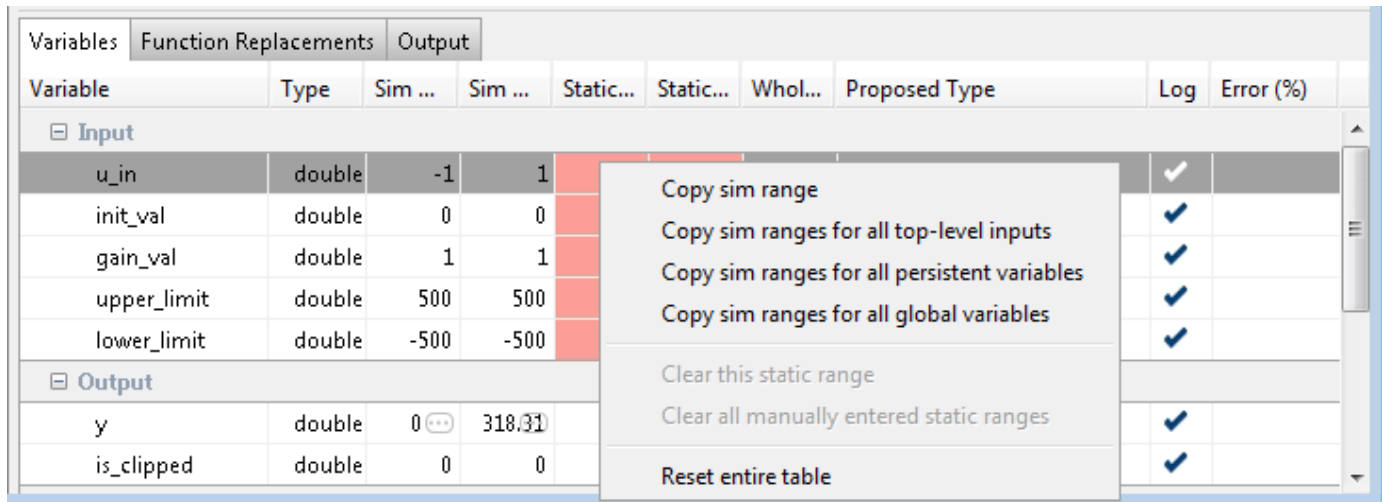 Variables Function Replacements Output
Variable Type Sim ... Sim ... Static... Static... Whol... Proposed Type Log Error (%)
Input
u_in double -1 1
init_val double 0 0
gain_val double 1 1
upper_limit double 500 500
lower_limit double -500 -500
Output
y double 0 318.31
is_clipped double 0 0
Copy sim range
Copy sim ranges for all top-level inputs
Copy sim ranges for all persistent variables
Copy sim ranges for all global variables
Clear this static range
Clear all manually entered static ranges
Reset entire table